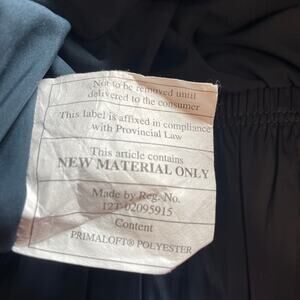 Not to be removed until
delivered to the consumer
This label is affixed in compliance
with Provincial Law
This article contains
NEW MATERIAL ONLY
Made by Reg. No.
12T-02095915
Content
PRIMALOFT® POLYESTER